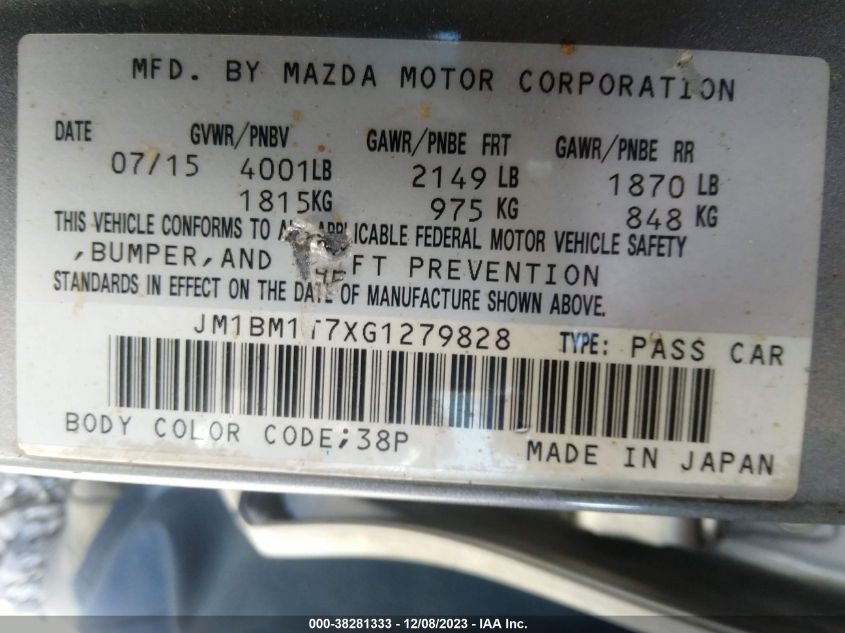 MFD. BY MAZDA MOTOR CORPORATION
DATE GVWR/PNBV GAWR/PNBE FRT GAWR/PNBE RR
07/15 4001LB 2149 LB 1870 LB
1815KG 975 KG 848 KG
THIS VEHICLE CONFORMS TO APPLICABLE FEDERAL MOTOR VEHICLE SAFETY
,BUMPER,AND THEFT PREVENTION
STANDARDS IN EFFECT ON THE DATE OF MANUFACTURE SHOWN ABOVE.
TYPE: PASS CAR
BODY COLOR CODE;38P
MADE IN JAPAN
000-38281333 - 12/08/2023 - IAA Inc.